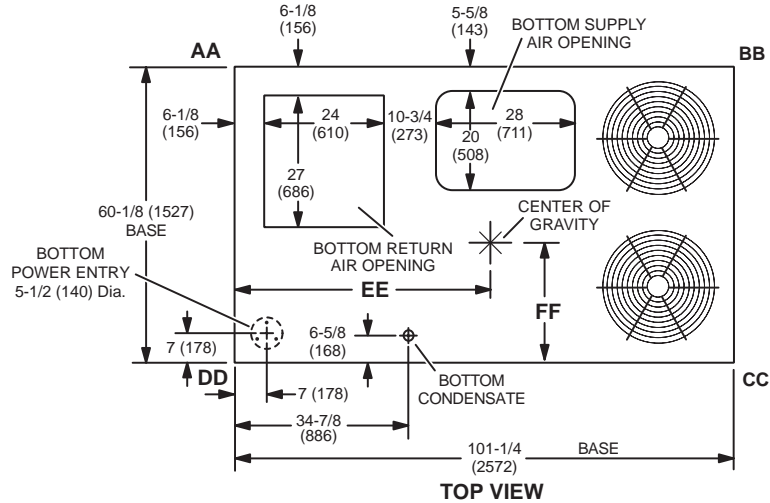 6-1/8
(156)
5-5/8
(143)
BOTTOM SUPPLY
AIR OPENING
AA
BB
6-1/8
(156)
24
(610)
10-3/4
(273)
28
(711)
20
(508)
27
(686)
60-1/8 (1527)
BASE
CENTER OF
GRAVITY
BOTTOM
POWER ENTRY
5-1/2 (140) Dia.
BOTTOM RETURN
AIR OPENING
EE
FF
7 (178)
6-5/8
(168)
DD
CC
7 (178)
BOTTOM
CONDENSATE
34-7/8
(886)
101-1/4
(2572)
BASE
TOP VIEW